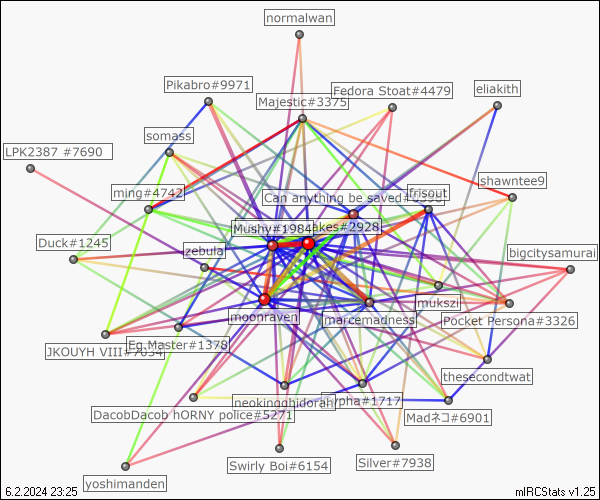 normalwan
Pikabro#9971
Fedora Stoat#4479
eliakith
Majestic#3375
somass
LPK2387 #7690
ming#4742
shawntee9
Can anything be saved
frisout
Mushy#1984
akes#2928
Duck#1245
zebula
bigcitysamurai
mukszi
moonraven
marcemadness
Pocket Persona#3326
JKOUYH VIII#7034
Eg.Master#1378
thesecondtwat
DacobDacob hORNY police#5271
neokingghidorah
ypha#1717
Madネコ#6901
Swirly Boi#6154
Silver#7938
yoshimanden
6.2.2024 23:25
mIRCStats v1.25